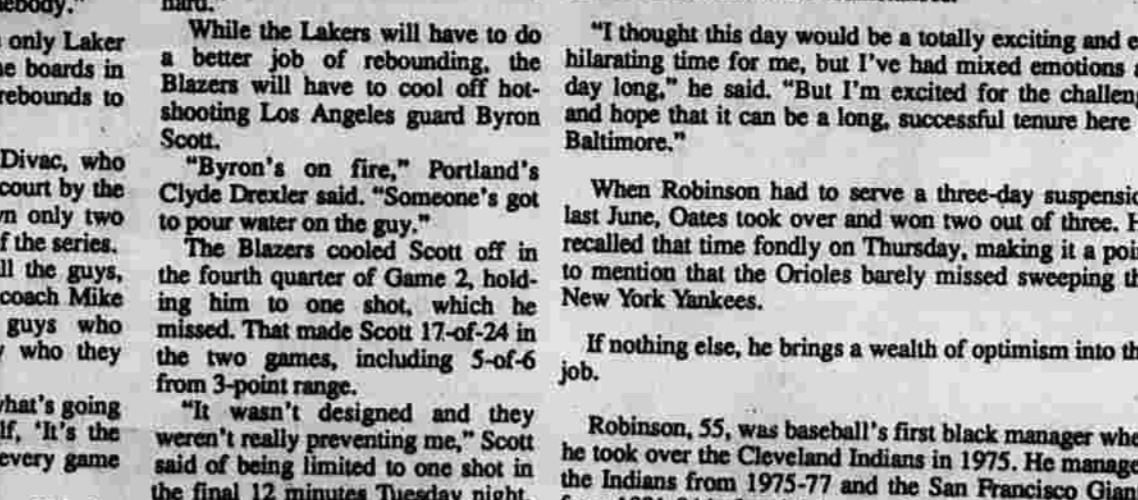 only Laker
boards in
rebounds to
Divac, who
court by the
only two
the series.
the guys,
coach Mike
guys who
who they
what's going
'It's the
every game
While the Lakers will have to do
a better job of rebounding, the
Blazers will have to cool off hot-
shooting Los Angeles guard Byron
Scott.
"Byron's on fire," Portland's
Clyde Drexler said. "Someone's got
to pour water on the guy."
The Blazers cooled Scott off in
the fourth quarter of Game 2, hold-
ing him to one shot, which he
missed. That made Scott 17-of-24 in
the two games, including 5-of-6
from 3-point range.
"It wasn't designed and they
weren't really preventing me," Scott
said of being limited to one shot in
the final 12 minutes Tuesday night.
"I thought this day would be a totally exciting and e
hilarating time for me, but I've had mixed emotions
day long," he said. "But I'm excited for the challen
and hope that it can be a long, successful tenure here
Baltimore."
When Robinson had to serve a three-day suspensio
last June, Oates took over and won two out of three. H
recalled that time fondly on Thursday, making it a poi
to mention that the Orioles barely missed sweeping th
New York Yankees.
If nothing else, he brings a wealth of optimism into th
job.
Robinson, 55, was baseball's first black manager whe
he took over the Cleveland Indians in 1975. He manage
the Indians from 1975-77 and the San Francisco Gian